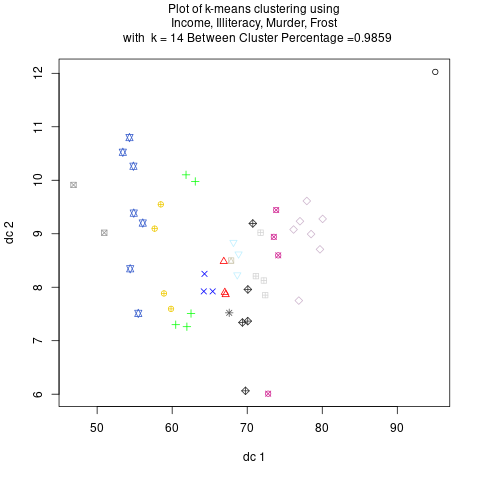 Plot of k-means clustering using
Income, Illiteracy, Murder, Frost
with k = 14 Between Cluster Percentage =0.9859
12
11
10
9
8
7
6
dc 2
50 60 70 80 90
dc 1